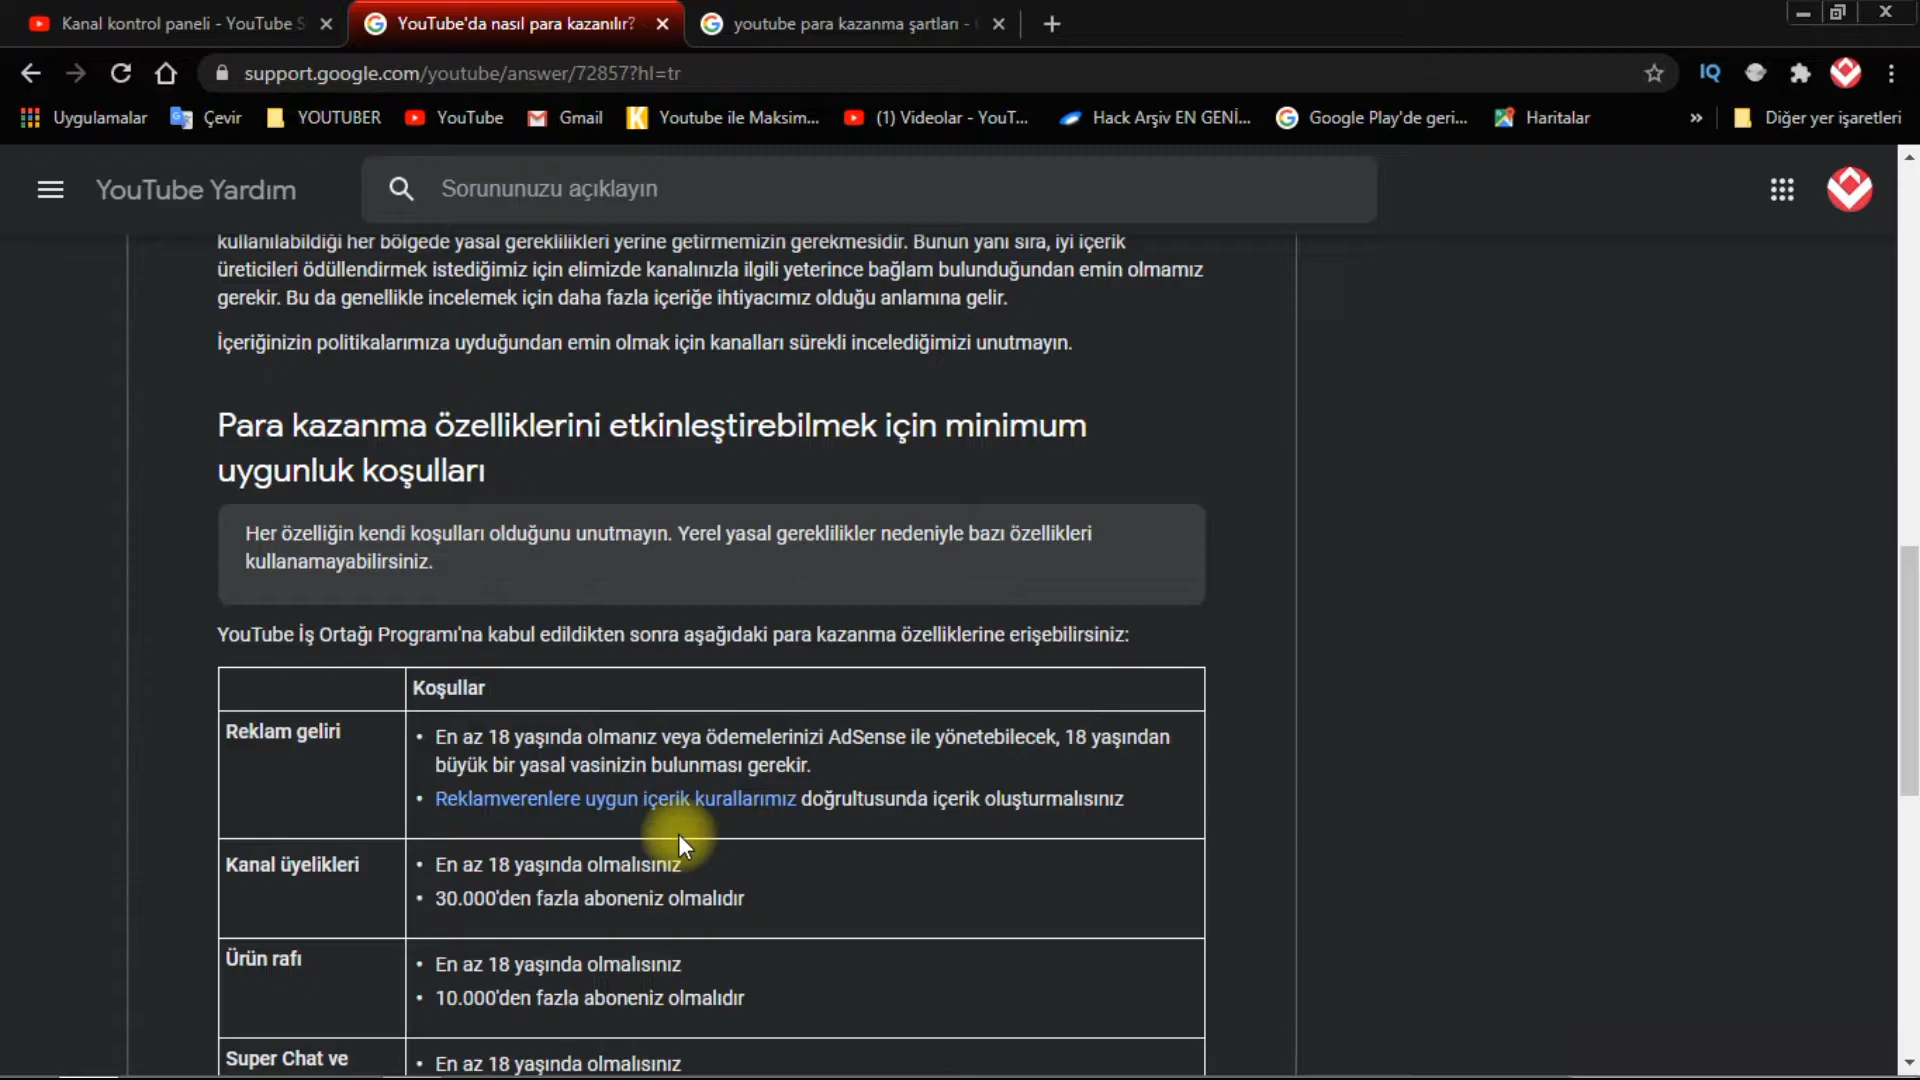 Kanal kontrol paneli - YouTube S
YouTube'da nasıl para kazanılır?
youtube para kazanma şartları -
support.google.com/youtube/answer/72857?hl=tr
IQ
Uygulamalar
Çevir
YOUTUBER
YouTube
Gmail
K
Youtube ile Maksim...
(1) Videolar - YouT...
Hack Arşiv EN GENİ...
Google Play'de geri...
Haritalar
»
Diğer yer işaretleri
YouTube Yardım
Sorununuzu açıklayın
kullanılabildiği her bölgede yasal gereklilikleri yerine getirmemizin gerekmesidir. Bunun yanı sıra, iyi içerik
üreticileri ödüllendirmek istediğimiz için elimizde kanalınızla ilgili yeterince bağlam bulunduğundan emin olmamız
gerekir. Bu da genellikle incelemek için daha fazla içeriğe ihtiyacımız olduğu anlamına gelir.
İçeriğinizin politikalarımıza uyduğundan emin olmak için kanalları sürekli incelediğimizi unutmayın.
Para kazanma özelliklerini etkinleştirebilmek için minimum
uygunluk koşulları
Her özelliğin kendi koşulları olduğunu unutmayın. Yerel yasal gereklilikler nedeniyle bazı özellikleri
kullanamayabilirsiniz.
YouTube İş Ortağı Programı'na kabul edildikten sonra aşağıdaki para kazanma özelliklerine erişebilirsiniz:
Koşullar
Reklam geliri
• En az 18 yaşında olmanız veya ödemelerinizi AdSense ile yönetebilecek, 18 yaşından
büyük bir yasal vasinizin bulunması gerekir.
• Reklamverenlere uygun içerik kurallarımız doğrultusunda içerik oluşturmalısınız
Kanal üyelikleri
• En az 18 yaşında olmalısınız
• 30.000'den fazla aboneniz olmalıdır
Ürün rafı
• En az 18 yaşında olmalısınız
• 10.000'den fazla aboneniz olmalıdır
Super Chat ve
• En az 18 yaşında olmalısınız